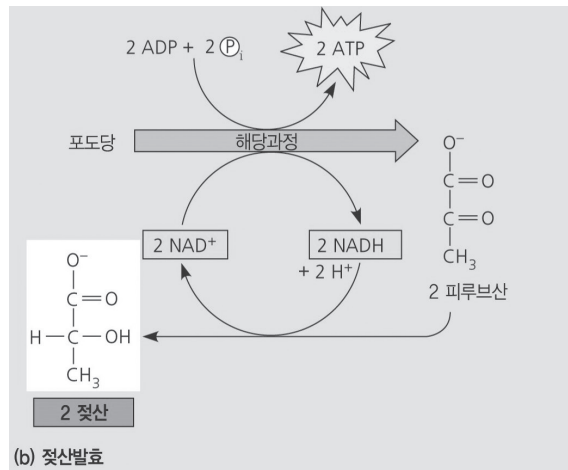 2 ADP + 2 Ⓟi
2 ATP
포도당
해당과정
O⁻
C=O
C=O
CH₃
2 피루브산
2 NAD⁺
2 NADH
+ 2 H⁺
O⁻
C=O
H—C—OH
CH₃
2 젖산
(b) 젖산발효